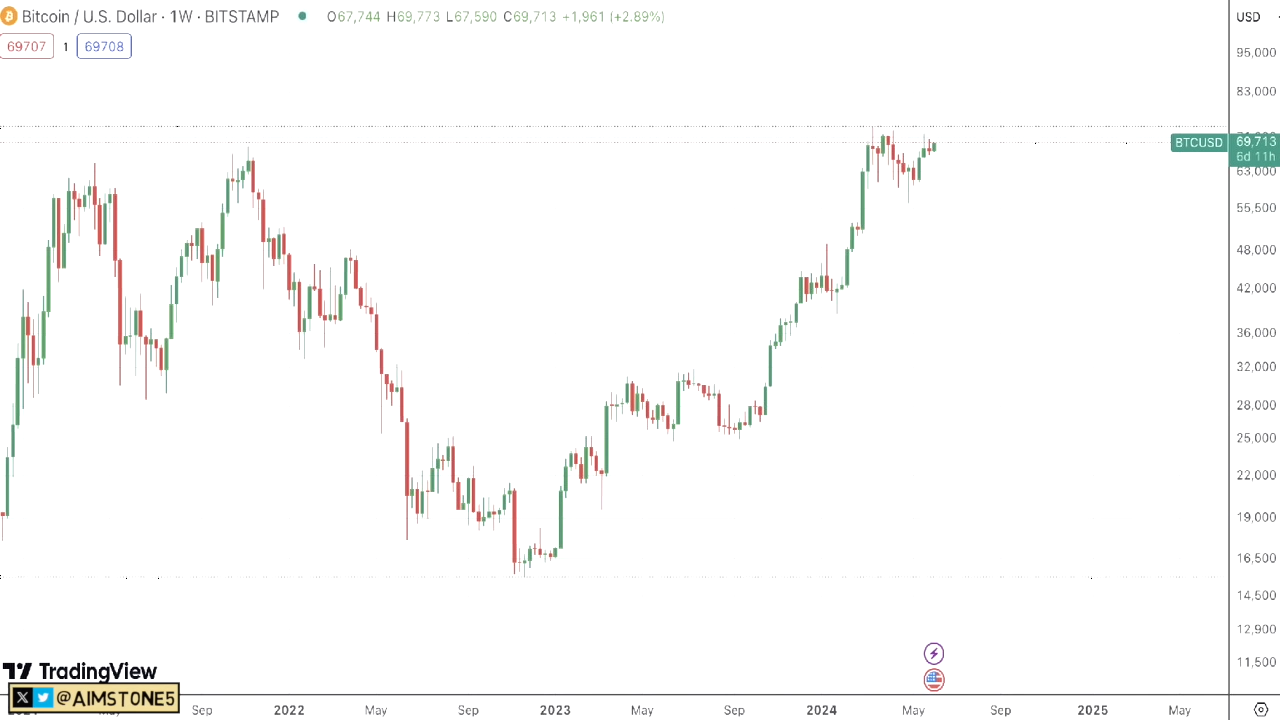 Bitcoin / U.S. Dollar · 1W · BITSTAMP O67,744 H69,773 L67,590 C69,713 +1,961 (+2.89%)
USD
69707 1 69708
95,000
83,000
BTCUSD 69,713
6d 11h
63,000
55,500
48,000
42,000
36,000
32,000
28,000
25,000
22,000
19,000
16,500
14,500
12,900
11,500
TradingView
@AIMSTONE5
Sep 2022 May Sep 2023 May Sep 2024 May Sep 2025 May